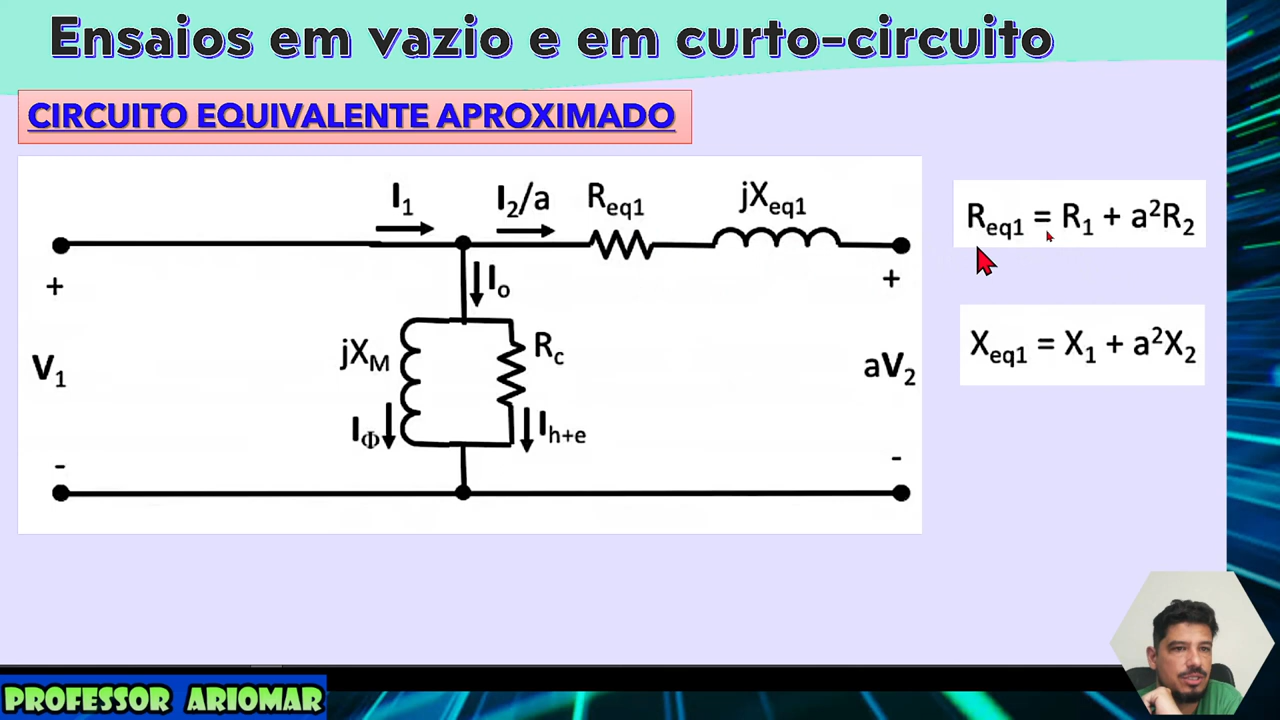 Ensaios em vazio e em curto-circuito
CIRCUITO EQUIVALENTE APROXIMADO
I₁
I₂/a
Req1
jXeq1
Req1 = R₁ + a²R₂
+
Io
+
jXM
Rc
Xeq1 = X₁ + a²X₂
V₁
aV₂
IΦ
Ih+e
-
-
PROFESSOR ARIOMAR